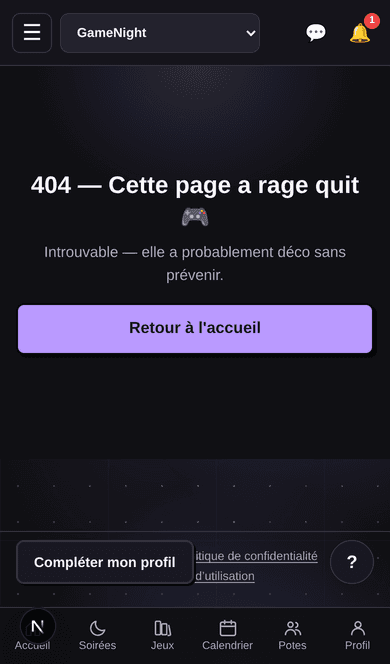 GameNight
1
404 — Cette page a rage quit
Introuvable — elle a probablement déco sans
prévenir.
Retour à l'accueil
Compléter mon profil
itique de confidentialité
d'utilisation
?
N
Accueil
Soirées
Jeux
Calendrier
Potes
Profil